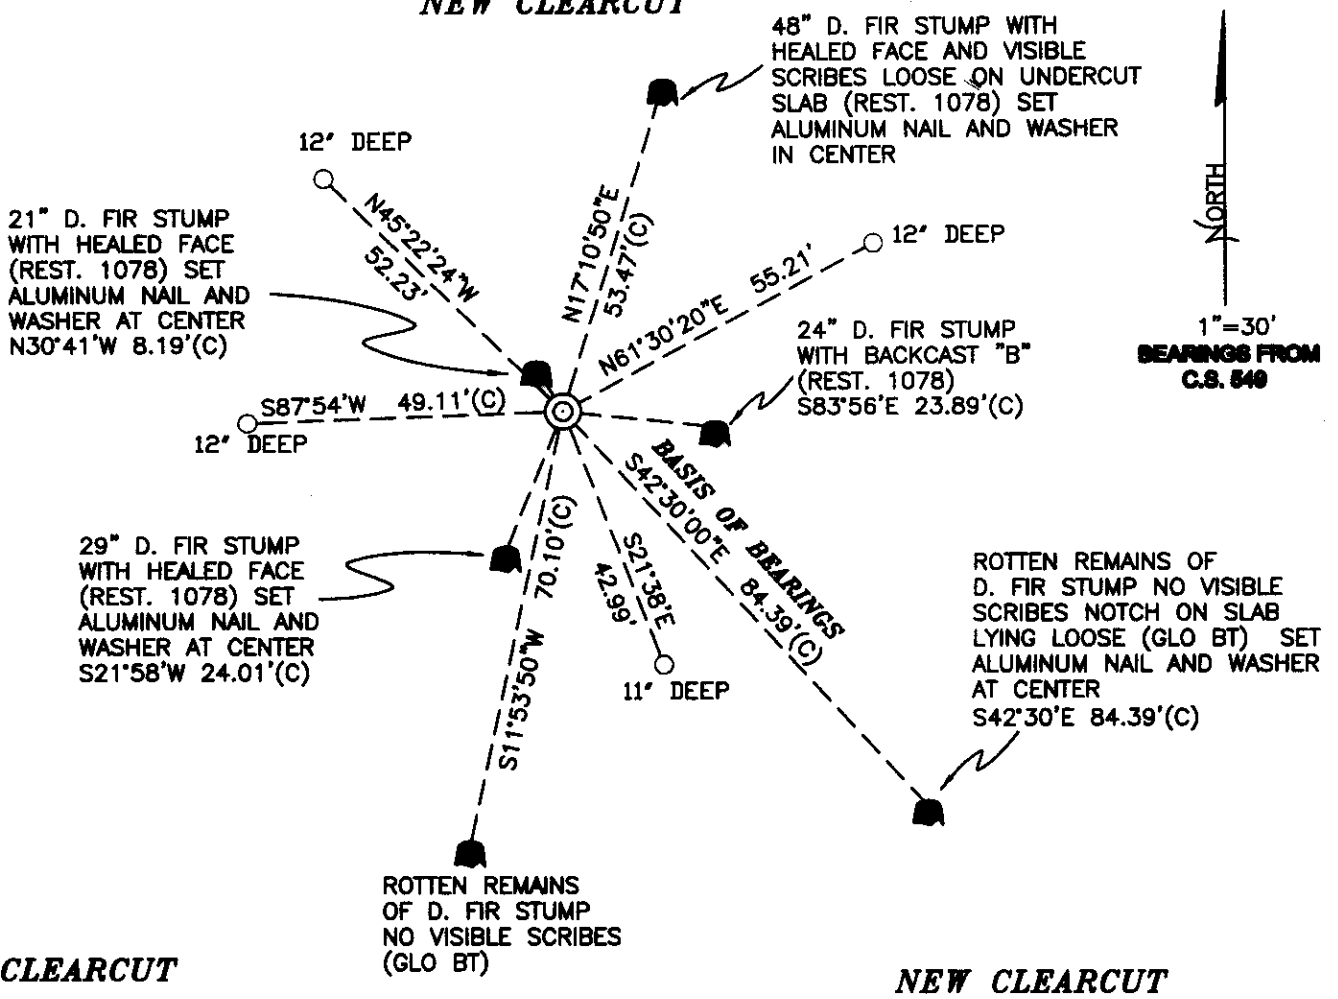 NEW CLEARCUT
48" D. FIR STUMP WITH
HEALED FACE AND VISIBLE
SCRIBES LOOSE ON UNDERCUT
SLAB (REST. 1078) SET
ALUMINUM NAIL AND WASHER
IN CENTER
12" DEEP
21" D. FIR STUMP
WITH HEALED FACE
(REST. 1078) SET
ALUMINUM NAIL AND
WASHER AT CENTER
N30°41'W 8.19'(C)
N45°22'24"W
52.23'
N17°10'50"E
53.47'(C)
N61°30'20"E 55.21'
12" DEEP
NORTH
1"=30'
BEARINGS FROM
C.S. 549
24" D. FIR STUMP
WITH BACKCAST "B"
(REST. 1078)
S83°56'E 23.89'(C)
S87°54'W 49.11'(C)
12" DEEP
BASIS OF BEARINGS
S42°30'00"E 84.39'(C)
29" D. FIR STUMP
WITH HEALED FACE
(REST. 1078) SET
ALUMINUM NAIL AND
WASHER AT CENTER
S21°58'W 24.01'(C)
S11°53'50"W 70.10'(C)
S21°38'E
42.99'
11" DEEP
ROTTEN REMAINS OF
D. FIR STUMP NO VISIBLE
SCRIBES NOTCH ON SLAB
LYING LOOSE (GLO BT) SET
ALUMINUM NAIL AND WASHER
AT CENTER
S42°30'E 84.39'(C)
ROTTEN REMAINS
OF D. FIR STUMP
NO VISIBLE SCRIBES
(GLO BT)
CLEARCUT
NEW CLEARCUT